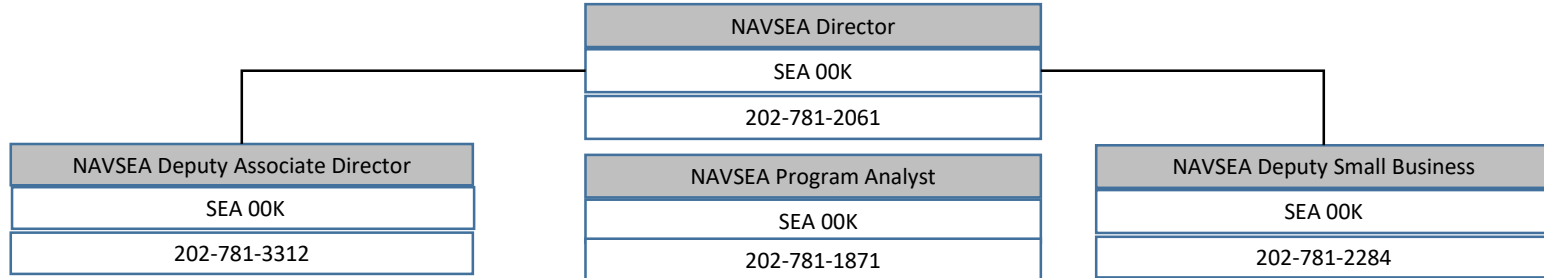 NAVSEA Director
SEA 00K
202-781-2061
NAVSEA Deputy Associate Director
SEA 00K
202-781-3312
NAVSEA Program Analyst
SEA 00K
202-781-1871
NAVSEA Deputy Small Business
SEA 00K
202-781-2284